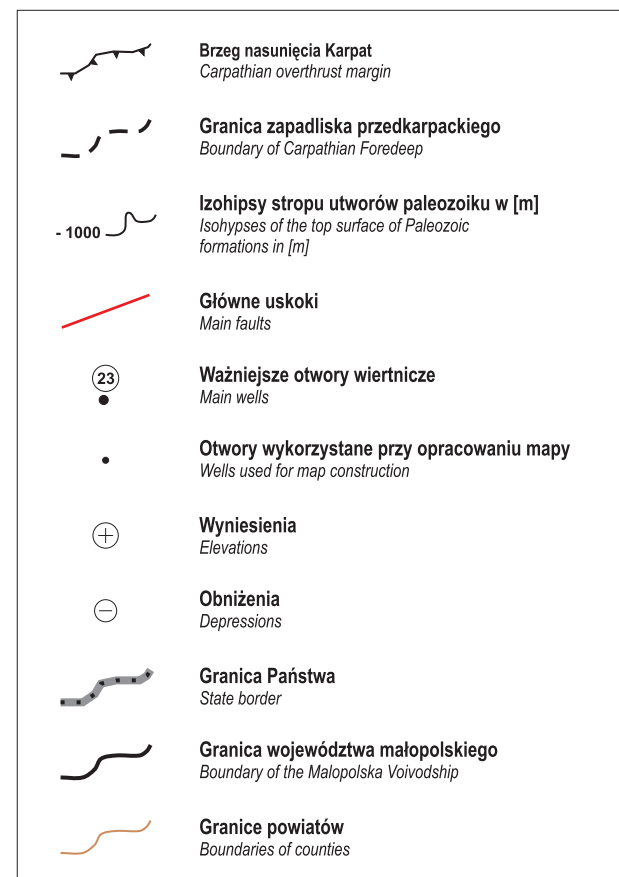 Brzeg nasunięcia Karpat
Carpathian overthrust margin
Granica zapadliska przedkarpackiego
Boundary of Carpathian Foredeep
- 1000
Izohipsy stropu utworów paleozoiku w [m]
Isohypses of the top surface of Paleozoic
formations in [m]
Główne uskoki
Main faults
23
Ważniejsze otwory wiertnicze
Main wells
Otwory wykorzystane przy opracowaniu mapy
Wells used for map construction
Wyniesienia
Elevations
Obniżenia
Depressions
Granica Państwa
State border
Granica województwa małopolskiego
Boundary of the Malopolska Voivodship
Granice powiatów
Boundaries of counties